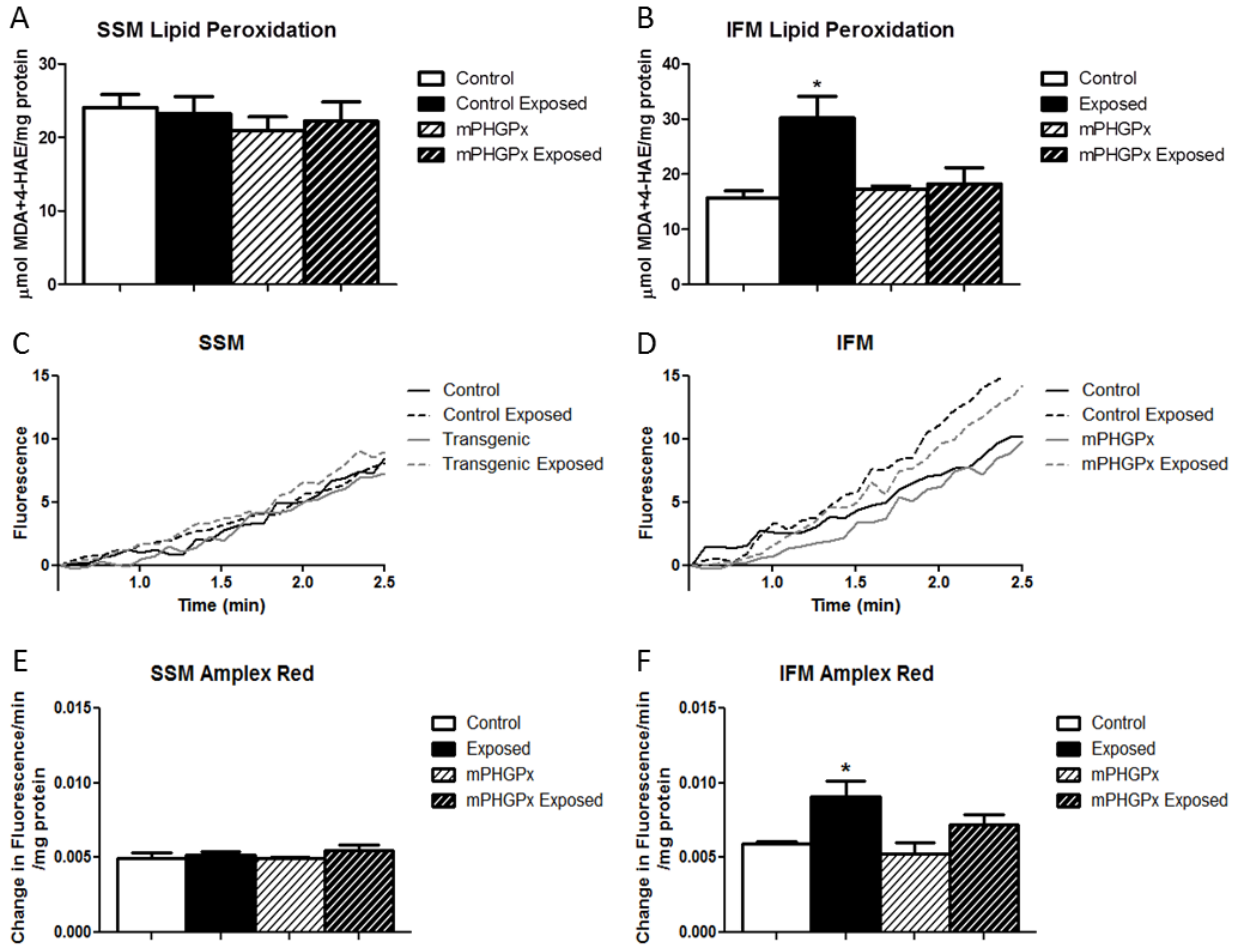 A
SSM Lipid Peroxidation
μmol MDA+4-HAE/mg protein
30
20
10
0
Control
Control Exposed
mPHGPx
mPHGPx Exposed
B
IFM Lipid Peroxidation
μmol MDA+4-HAE/mg protein
40
30
20
10
0
*
Control
Exposed
mPHGPx
mPHGPx Exposed
C
SSM
Fluorescence
15
10
5
0
1.0
1.5
2.0
2.5
Time (min)
Control
Control Exposed
Transgenic
Transgenic Exposed
D
IFM
Fluorescence
15
10
5
0
1.0
1.5
2.0
2.5
Time (min)
Control
Control Exposed
mPHGPx
mPHGPx Exposed
E
SSM Amplex Red
Change in Fluorescence/min
/mg protein
0.015
0.010
0.005
0.000
Control
Exposed
mPHGPx
mPHGPx Exposed
F
IFM Amplex Red
Change in Fluorescence/min
/mg protein
0.015
0.010
0.005
0.000
*
Control
Exposed
mPHGPx
mPHGPx Exposed